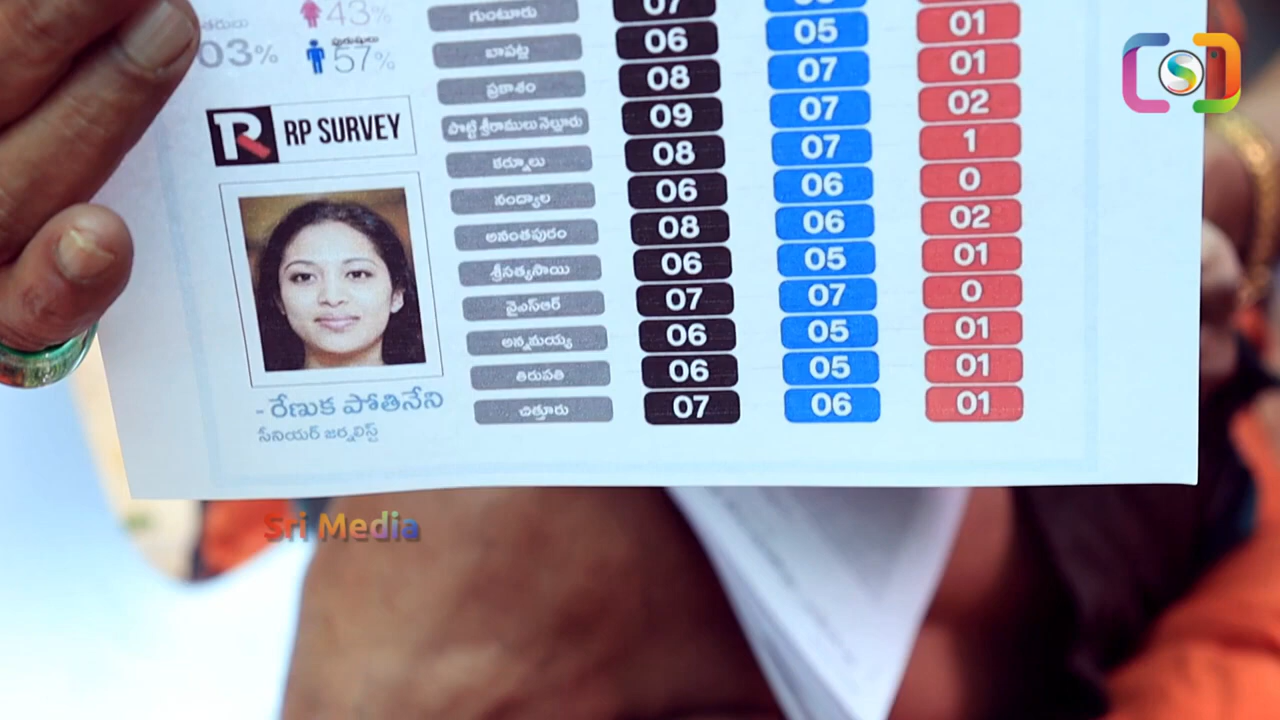 43%
03%
పురుషులు
57%
RP SURVEY
- రేణుక పోతినేని
సీనియర్ జర్నలిస్ట్
గుంటూరు 07 01
బాపట్ల 06 05 01
ప్రకాశం 08 07 02
పొట్టి శ్రీరాములు నెల్లూరు 09 07 1
కర్నూలు 08 07 0
నంద్యాల 06 06 02
అనంతపురం 08 06 01
శ్రీసత్యసాయి 06 05 0
వైఎస్ఆర్ 07 07 01
అన్నమయ్య 06 05 01
తిరుపతి 06 05 01
చిత్తూరు 07 06
Sri Media